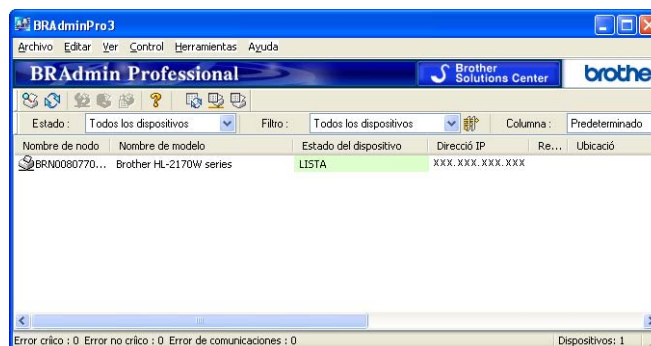 BRAdminPro3
Archivo Editar Ver Control Herramientas Ayuda
BRAdmin Professional Brother Solutions Center brothe
Estado : Todos los dispositivos Filtro : Todos los dispositivos Columna : Predeterminado
Nombre de nodo Nombre de modelo Estado del dispositivo Direcció IP Re... Ubicació
BRN0080770... Brother HL-2170W series LISTA XXX.XXX.XXX.XXX
Error críico : 0 Error no críico : 0 Error de comunicaciones : 0 Dispositivos: 1